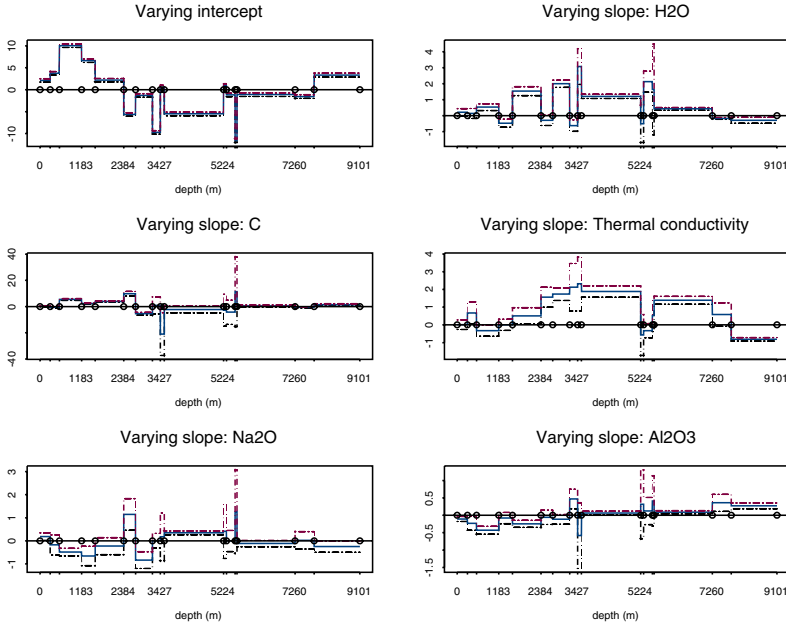 Varying intercept
10
5
0
-10
0 1183 2384 3427 5224 7260 9101
depth (m)
Varying slope: H2O
4
3
2
1
-1
0 1183 2384 3427 5224 7260 9101
depth (m)
Varying slope: C
40
20
0
-40
0 1183 2384 3427 5224 7260 9101
depth (m)
Varying slope: Thermal conductivity
4
3
2
1
0
-1
0 1183 2384 3427 5224 7260 9101
depth (m)
Varying slope: Na2O
3
2
1
0
-1
0 1183 2384 3427 5224 7260 9101
depth (m)
Varying slope: Al2O3
0.5
-0.5
-1.5
0 1183 2384 3427 5224 7260 9101
depth (m)